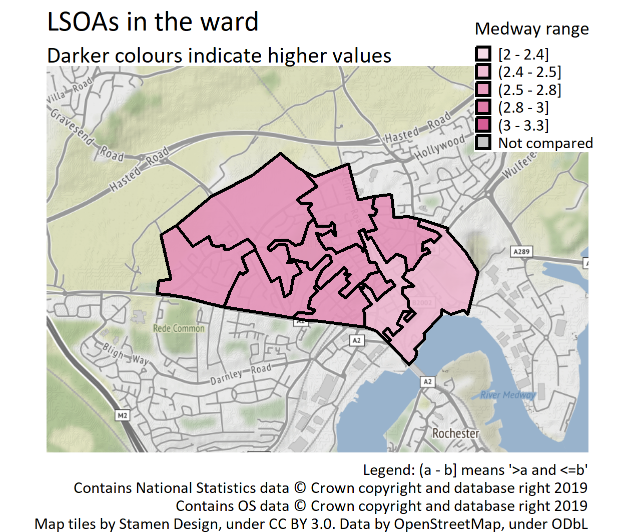 LSOAs in the ward
Darker colours indicate higher values
Medway range
[2 - 2.4]
(2.4 - 2.5]
(2.5 - 2.8]
(2.8 - 3]
(3 - 3.3]
Not compared
Villa Road
Gravesend Road
Hasted Road
Hasted Road
Hollywood
Wulfere
A289
Rede Common
A2
A2
Bligh Way
Darnley Road
A2
M2
River Medway
Rochester
Legend: (a - b] means '>a and <=b'
Contains National Statistics data © Crown copyright and database right 2019
Contains OS data © Crown copyright and database right 2019
Map tiles by Stamen Design, under CC BY 3.0. Data by OpenStreetMap, under ODbL